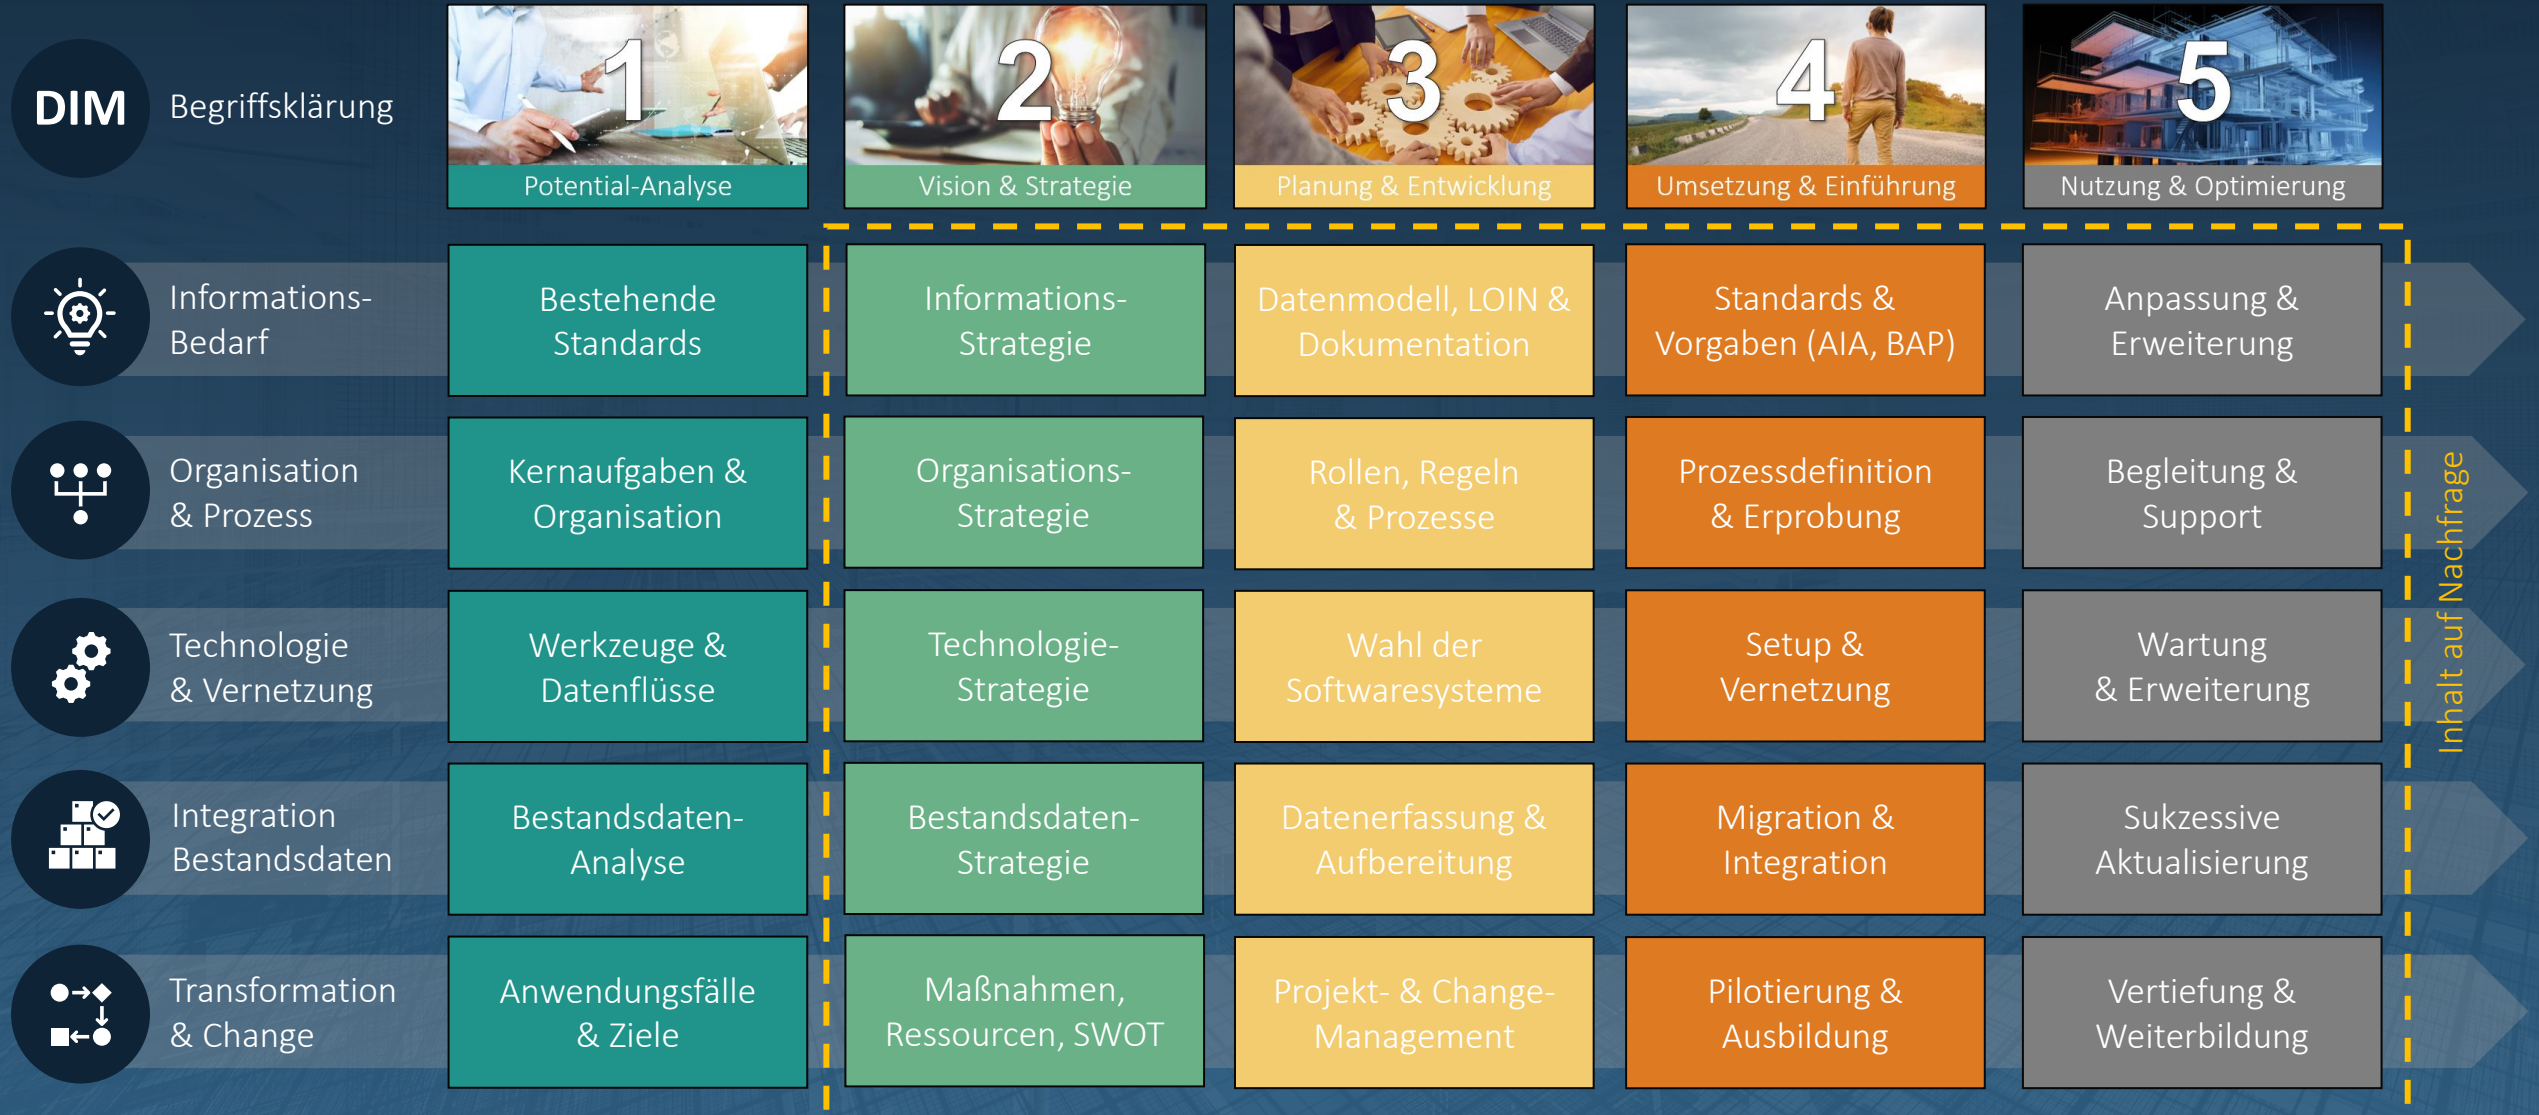 DIM
Begriffsklärung
1
Potential-Analyse
2
Vision & Strategie
3
Planung & Entwicklung
4
Umsetzung & Einführung
5
Nutzung & Optimierung
Informations-
Bedarf
Bestehende
Standards
Informations-
Strategie
Datenmodell, LOIN &
Dokumentation
Standards &
Vorgaben (AIA, BAP)
Anpassung &
Erweiterung
Organisation
& Prozess
Kernaufgaben &
Organisation
Organisations-
Strategie
Rollen, Regeln
& Prozesse
Prozessdefinition
& Erprobung
Begleitung &
Support
Technologie
& Vernetzung
Werkzeuge &
Datenflüsse
Technologie-
Strategie
Wahl der
Softwaresysteme
Setup &
Vernetzung
Wartung
& Erweiterung
Integration
Bestandsdaten
Bestandsdaten-
Analyse
Bestandsdaten-
Strategie
Datenerfassung &
Aufbereitung
Migration &
Integration
Sukzessive
Aktualisierung
Transformation
& Change
Anwendungsfälle
& Ziele
Maßnahmen,
Ressourcen, SWOT
Projekt- & Change-
Management
Pilotierung &
Ausbildung
Vertiefung &
Weiterbildung
Inhalt auf Nachfrage